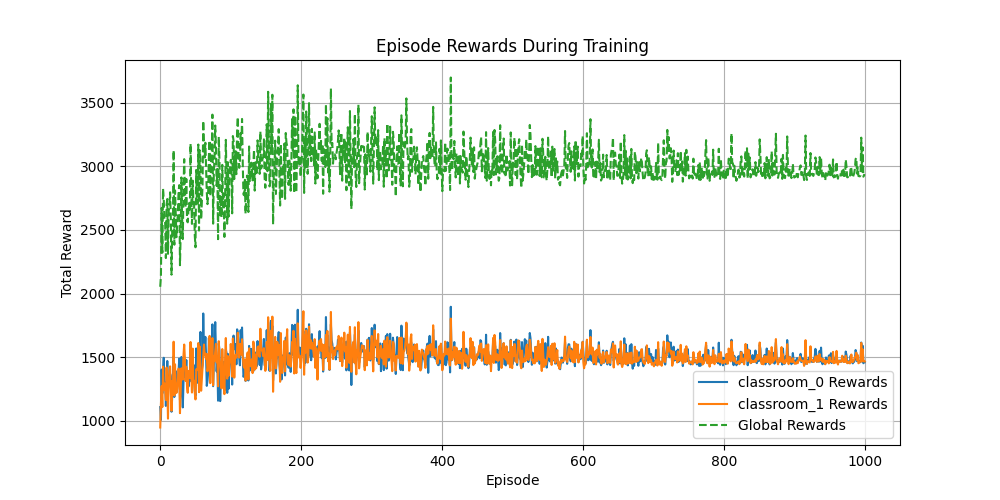 Episode Rewards During Training
Total Reward
3500
3000
2500
2000
1500
1000
0
200
400
600
800
1000
Episode
classroom_0 Rewards
classroom_1 Rewards
Global Rewards